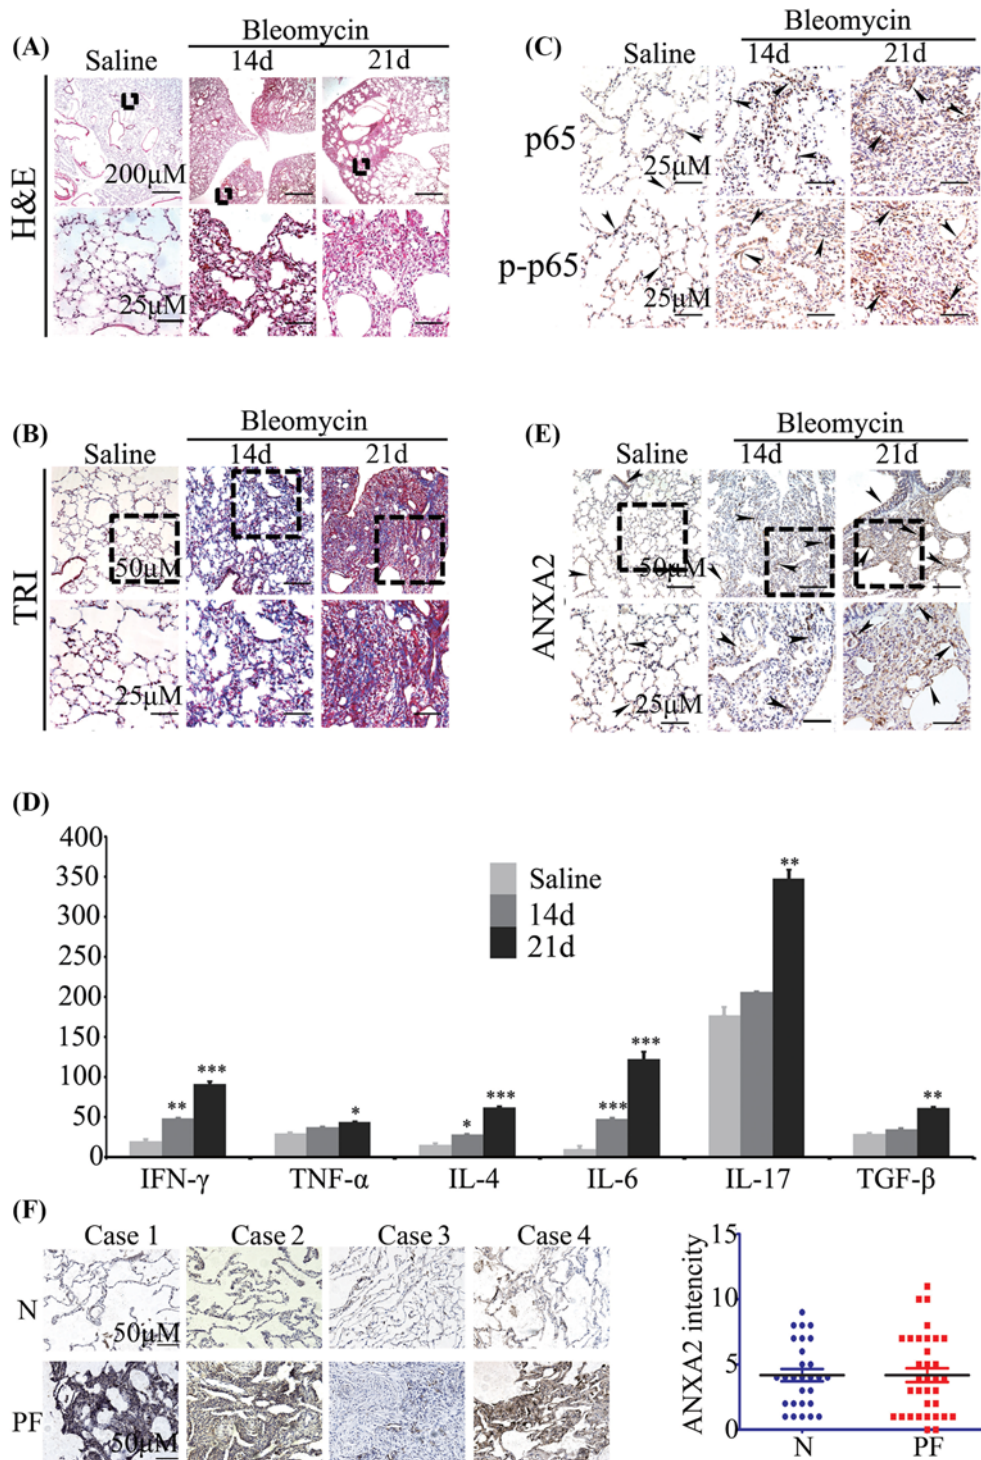 (A)
Bleomycin
Saline 14d 21d
H&E
200µM
25µM
(C)
Bleomycin
Saline 14d 21d
p65
25µM
p-p65
25µM
(B)
Bleomycin
Saline 14d 21d
TRI
50µM
25µM
(E)
Bleomycin
Saline 14d 21d
ANXA2
50µM
25µM
(D)
400
350
300
250
200
150
100
50
0
Saline
14d
21d
** ***
*
* ***
*** ***
**
**
IFN-γ TNF-α IL-4 IL-6 IL-17 TGF-β
(F)
Case 1 Case 2 Case 3 Case 4
N
50µM
PF
50µM
ANXA2 intencity
15
10
5
0
N PF